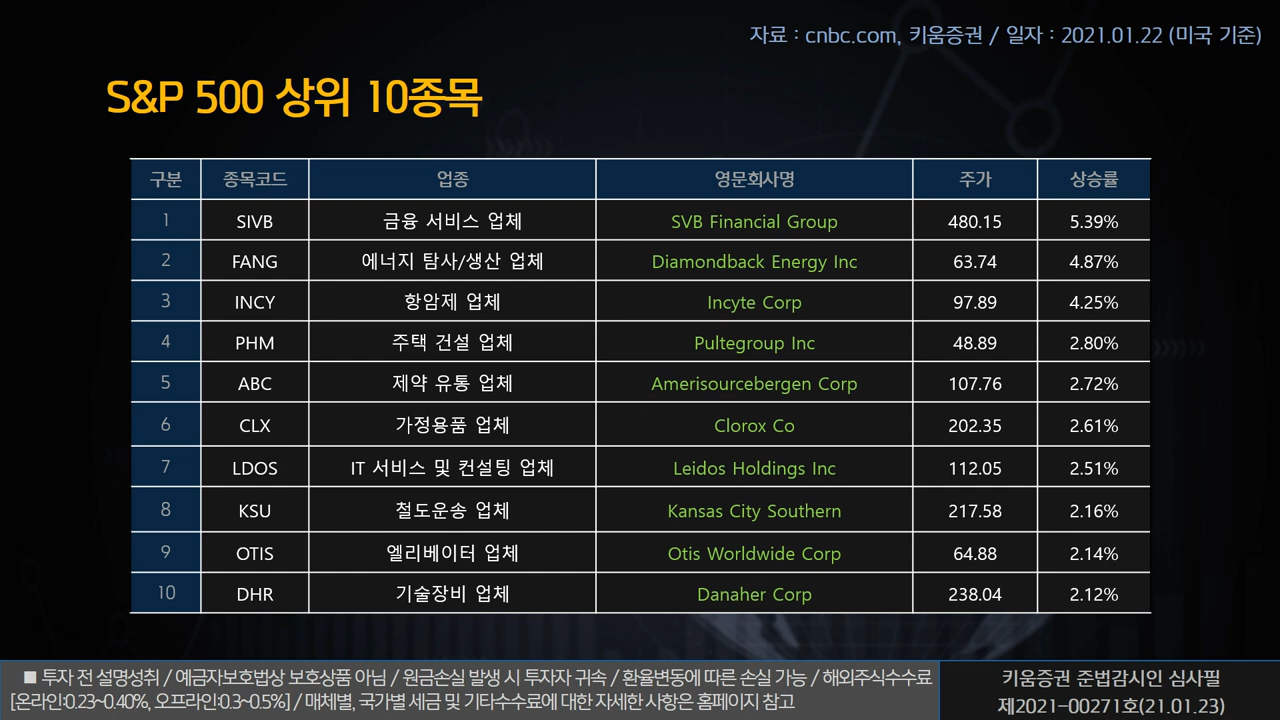 자료 : cnbc.com, 키움증권 / 일자 : 2021.01.22 (미국 기준)
S&P 500 상위 10종목
구분 종목코드 업종 영문회사명 주가 상승률
1 SIVB 금융 서비스 업체 SVB Financial Group 480.15 5.39%
2 FANG 에너지 탐사/생산 업체 Diamondback Energy Inc 63.74 4.87%
3 INCY 항암제 업체 Incyte Corp 97.89 4.25%
4 PHM 주택 건설 업체 Pultegroup Inc 48.89 2.80%
5 ABC 제약 유통 업체 Amerisourcebergen Corp 107.76 2.72%
6 CLX 가정용품 업체 Clorox Co 202.35 2.61%
7 LDOS IT 서비스 및 컨설팅 업체 Leidos Holdings Inc 112.05 2.51%
8 KSU 철도운송 업체 Kansas City Southern 217.58 2.16%
9 OTIS 엘리베이터 업체 Otis Worldwide Corp 64.88 2.14%
10 DHR 기술장비 업체 Danaher Corp 238.04 2.12%
■ 투자 전 설명성취 / 예금자보호법상 보호상품 아님 / 원금손실 발생 시 투자자 귀속 / 환율변동에 따른 손실 가능 / 해외주식수수료
[온라인:0.23~0.40%, 오프라인:0.3~0.5%] / 매체별, 국가별 세금 및 기타수수료에 대한 자세한 사항은 홈페이지 참고
키움증권 준법감시인 심사필
제2021-00271호(21.01.23)